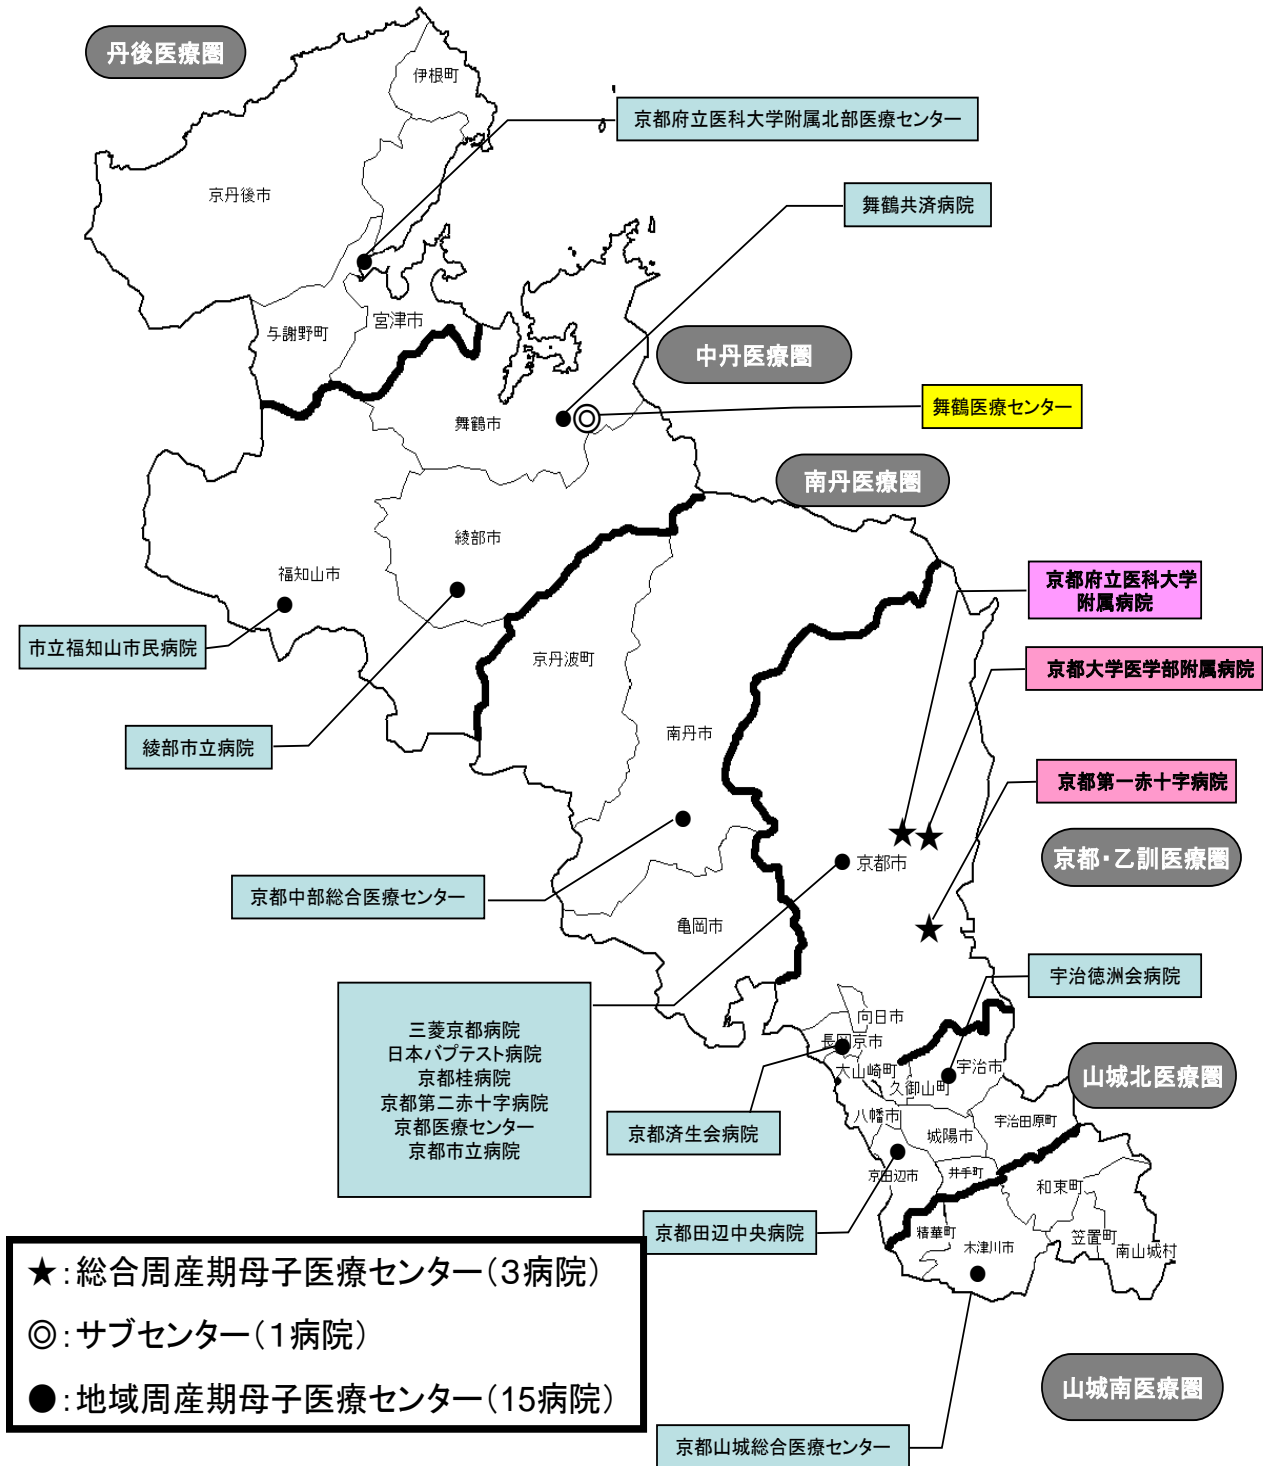 丹後医療圏
伊根町
京都府立医科大学附属北部医療センター
京丹後市
舞鶴共済病院
宮津市
与謝野町
中丹医療圏
舞鶴医療センター
舞鶴市
南丹医療圏
綾部市
福知山市
京都府立医科大学
附属病院
市立福知山市民病院
京丹波町
京都大学医学部附属病院
南丹市
綾部市立病院
京都第一赤十字病院
京都・乙訓医療圏
京都市
京都中部総合医療センター
亀岡市
宇治徳洲会病院
三菱京都病院
日本バプテスト病院
京都桂病院
京都第二赤十字病院
京都医療センター
京都市立病院
向日市
長岡京市
大山崎町
宇治市
久御山町
山城北医療圏
八幡市
宇治田原町
城陽市
京都済生会病院
井手町
京田辺市
和束町
京都田辺中央病院
精華町
木津川市
笠置町
南山城村
★：総合周産期母子医療センター（3病院）
◎：サブセンター（1病院）
●：地域周産期母子医療センター（15病院）
山城南医療圏
京都山城総合医療センター